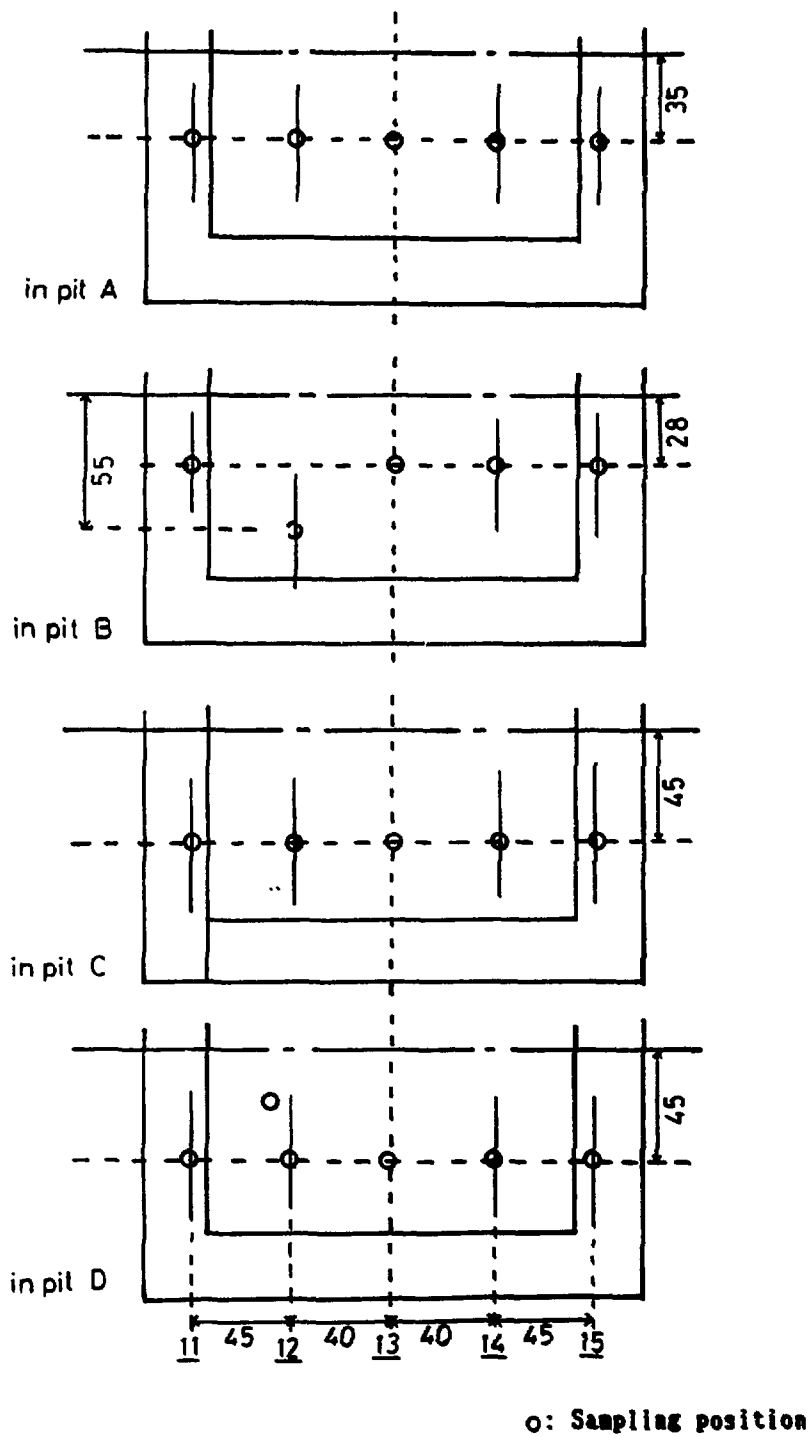 35
in pit A
55
28
in pit B
45
in pit C
45
in pit D
45 40 40 45
11 12 13 14 15
o: Sampling position